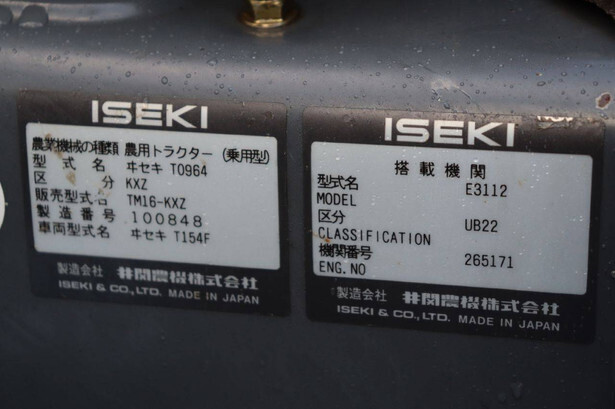 ISEKI
農業機械の種類 農用トラクター (乗用型)
型式名 ヰセキ T0964
区分 KXZ
販売型式名 TM16-KXZ
製造番号 100848
車両型式名 ヰセキ T154F
製造会社 井関農機株式会社
ISEKI & CO., LTD. MADE IN JAPAN
ISEKI
搭載機関
型式名 E3112
MODEL
区分 UB22
CLASSIFICATION
機関番号 265171
ENG.NO
製造会社 井関農機株式会社
ISEKI & CO., LTD. MADE IN JAPAN